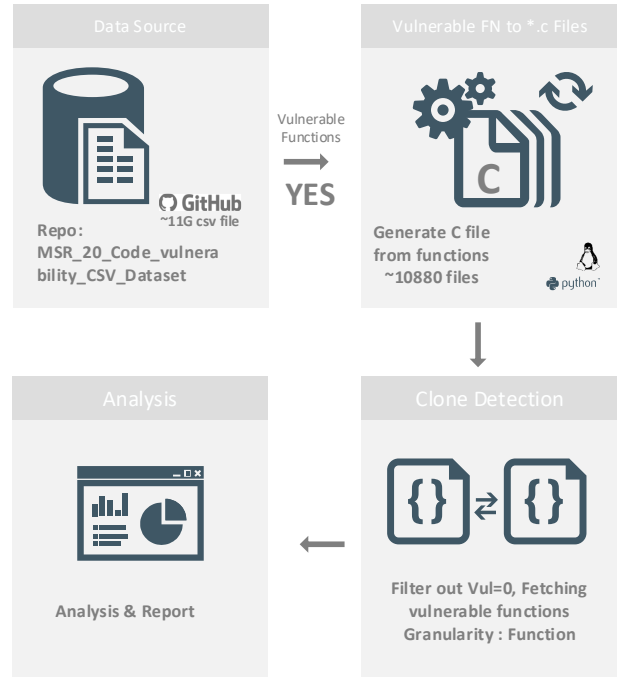 Data Source
GitHub
~11G csv file
Repo:
MSR_20_Code_vulnera
bility_CSV_Dataset
Vulnerable
Functions
YES
Vulnerable FN to *.c Files
C
Generate C file
from functions
~10880 files
python
Clone Detection
{} {}
Filter out Vul=0, Fetching
vulnerable functions
Granularity : Function
Analysis
Analysis & Report